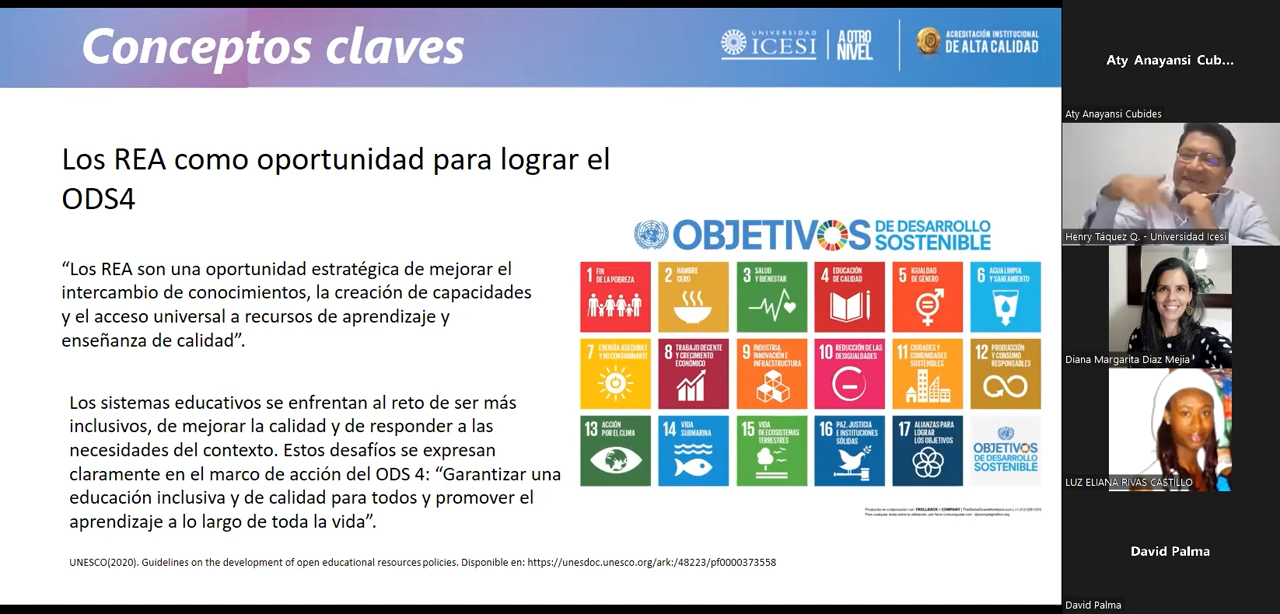 Conceptos claves
UNIVERSIDAD
ICESI
A OTRO
NIVEL
ACREDITACIÓN INSTITUCIONAL
DE ALTA CALIDAD
Los REA como oportunidad para lograr el
ODS4
“Los REA son una oportunidad estratégica de mejorar el
intercambio de conocimientos, la creación de capacidades
y el acceso universal a recursos de aprendizaje y
enseñanza de calidad”.
Los sistemas educativos se enfrentan al reto de ser más
inclusivos, de mejorar la calidad y de responder a las
necesidades del contexto. Estos desafíos se expresan
claramente en el marco de acción del ODS 4: “Garantizar una
educación inclusiva y de calidad para todos y promover el
aprendizaje a lo largo de toda la vida”.
UNESCO(2020). Guidelines on the development of open educational resources policies. Disponible en: https://unesdoc.unesco.org/ark:/48223/pf0000373558
OBJETIVOS
DE DESARROLLO
SOSTENIBLE
1 FIN
DE LA POBREZA
2 HAMBRE
CERO
3 SALUD
Y BIENESTAR
4 EDUCACIÓN
DE CALIDAD
5 IGUALDAD
DE GÉNERO
6 AGUA LIMPIA
Y SANEAMIENTO
7 ENERGÍA ASEQUIBLE
Y NO CONTAMINANTE
8 TRABAJO DECENTE
Y CRECIMIENTO
ECONÓMICO
9 INDUSTRIA,
INNOVACIÓN E
INFRAESTRUCTURA
10 REDUCCIÓN DE LAS
DESIGUALDADES
11 CIUDADES Y
COMUNIDADES
SOSTENIBLES
12 PRODUCCIÓN
Y CONSUMO
RESPONSABLES
13 ACCIÓN
POR EL CLIMA
14 VIDA
SUBMARINA
15 VIDA
DE ECOSISTEMAS
TERRESTRES
16 PAZ, JUSTICIA
E INSTITUCIONES
SÓLIDAS
17 ALIANZAS PARA
LOGRAR
LOS OBJETIVOS
OBJETIVOS
DE DESARROLLO
SOSTENIBLE
Aty Anayansi Cub...
Aty Anayansi Cubides
Henry Táquez Q. - Universidad Icesi
Diana Margarita Diaz Mejia
LUZ ELIANA RIVAS CASTILLO
David Palma
David Palma